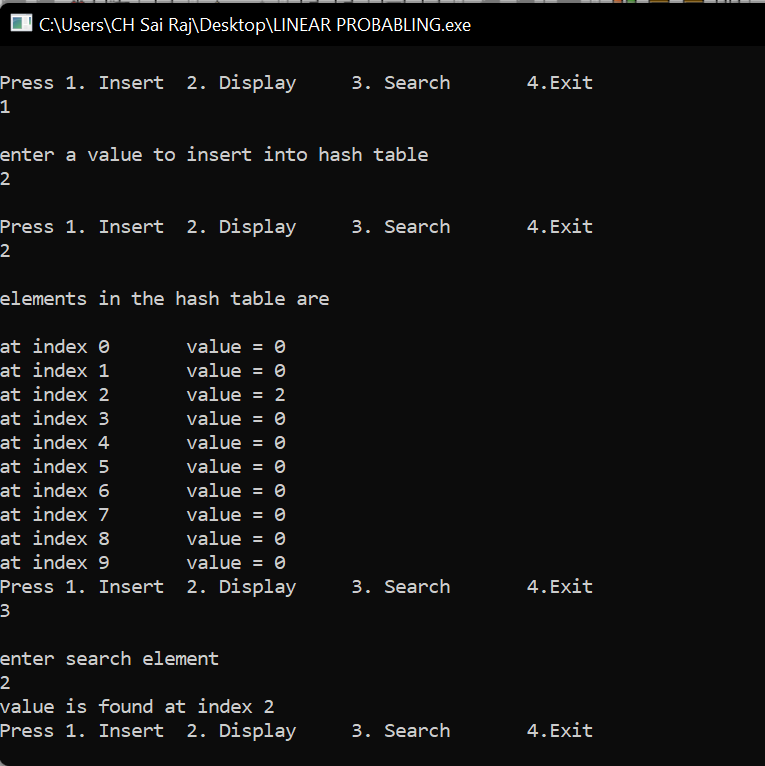 C:\Users\CH Sai Raj\Desktop\LINEAR PROBABLING.exe
Press 1. Insert  2. Display     3. Search       4.Exit
1
enter a value to insert into hash table
2
Press 1. Insert  2. Display     3. Search       4.Exit
2
elements in the hash table are
at index 0       value = 0
at index 1       value = 0
at index 2       value = 2
at index 3       value = 0
at index 4       value = 0
at index 5       value = 0
at index 6       value = 0
at index 7       value = 0
at index 8       value = 0
at index 9       value = 0
Press 1. Insert  2. Display     3. Search       4.Exit
3
enter search element
2
value is found at index 2
Press 1. Insert  2. Display     3. Search       4.Exit